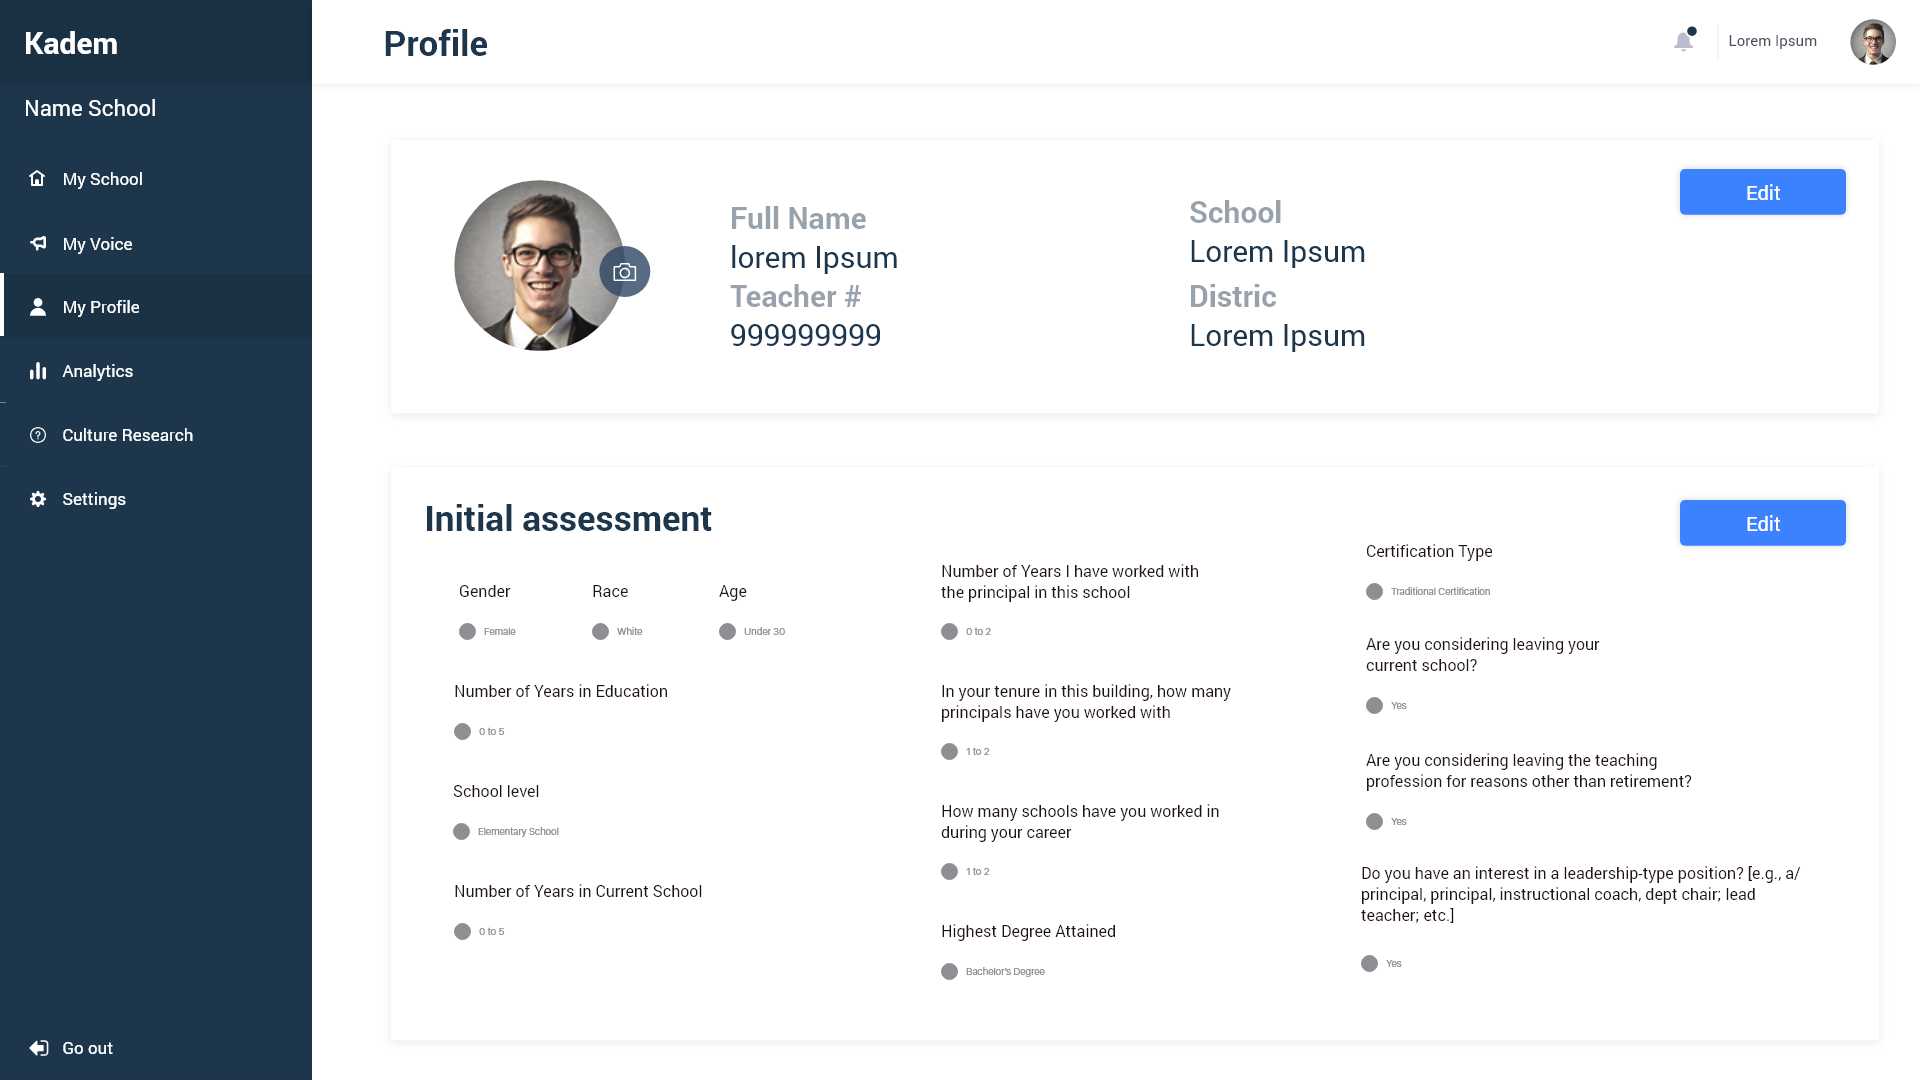 Kadem
Name School
My School
My Voice
My Profile
Analytics
Culture Research
Settings
Go out
Profile
Lorem Ipsum
Full Name
lorem Ipsum
Teacher #
999999999
School
Lorem Ipsum
Distric
Lorem Ipsum
Edit
Initial assessment
Edit
Gender
Female
Race
White
Age
Under 30
Number of Years in Education
0 to 5
School level
Elementary School
Number of Years in Current School
0 to 5
Number of Years I have worked with
the principal in this school
0 to 2
In your tenure in this building, how many
principals have you worked with
1 to 2
How many schools have you worked in
during your career
1 to 2
Highest Degree Attained
Bachelor's Degree
Certification Type
Traditional Certification
Are you considering leaving your
current school?
Yes
Are you considering leaving the teaching
profession for reasons other than retirement?
Yes
Do you have an interest in a leadership-type position? [e.g., a/
principal, principal, instructional coach, dept chair; lead
teacher; etc.]
Yes